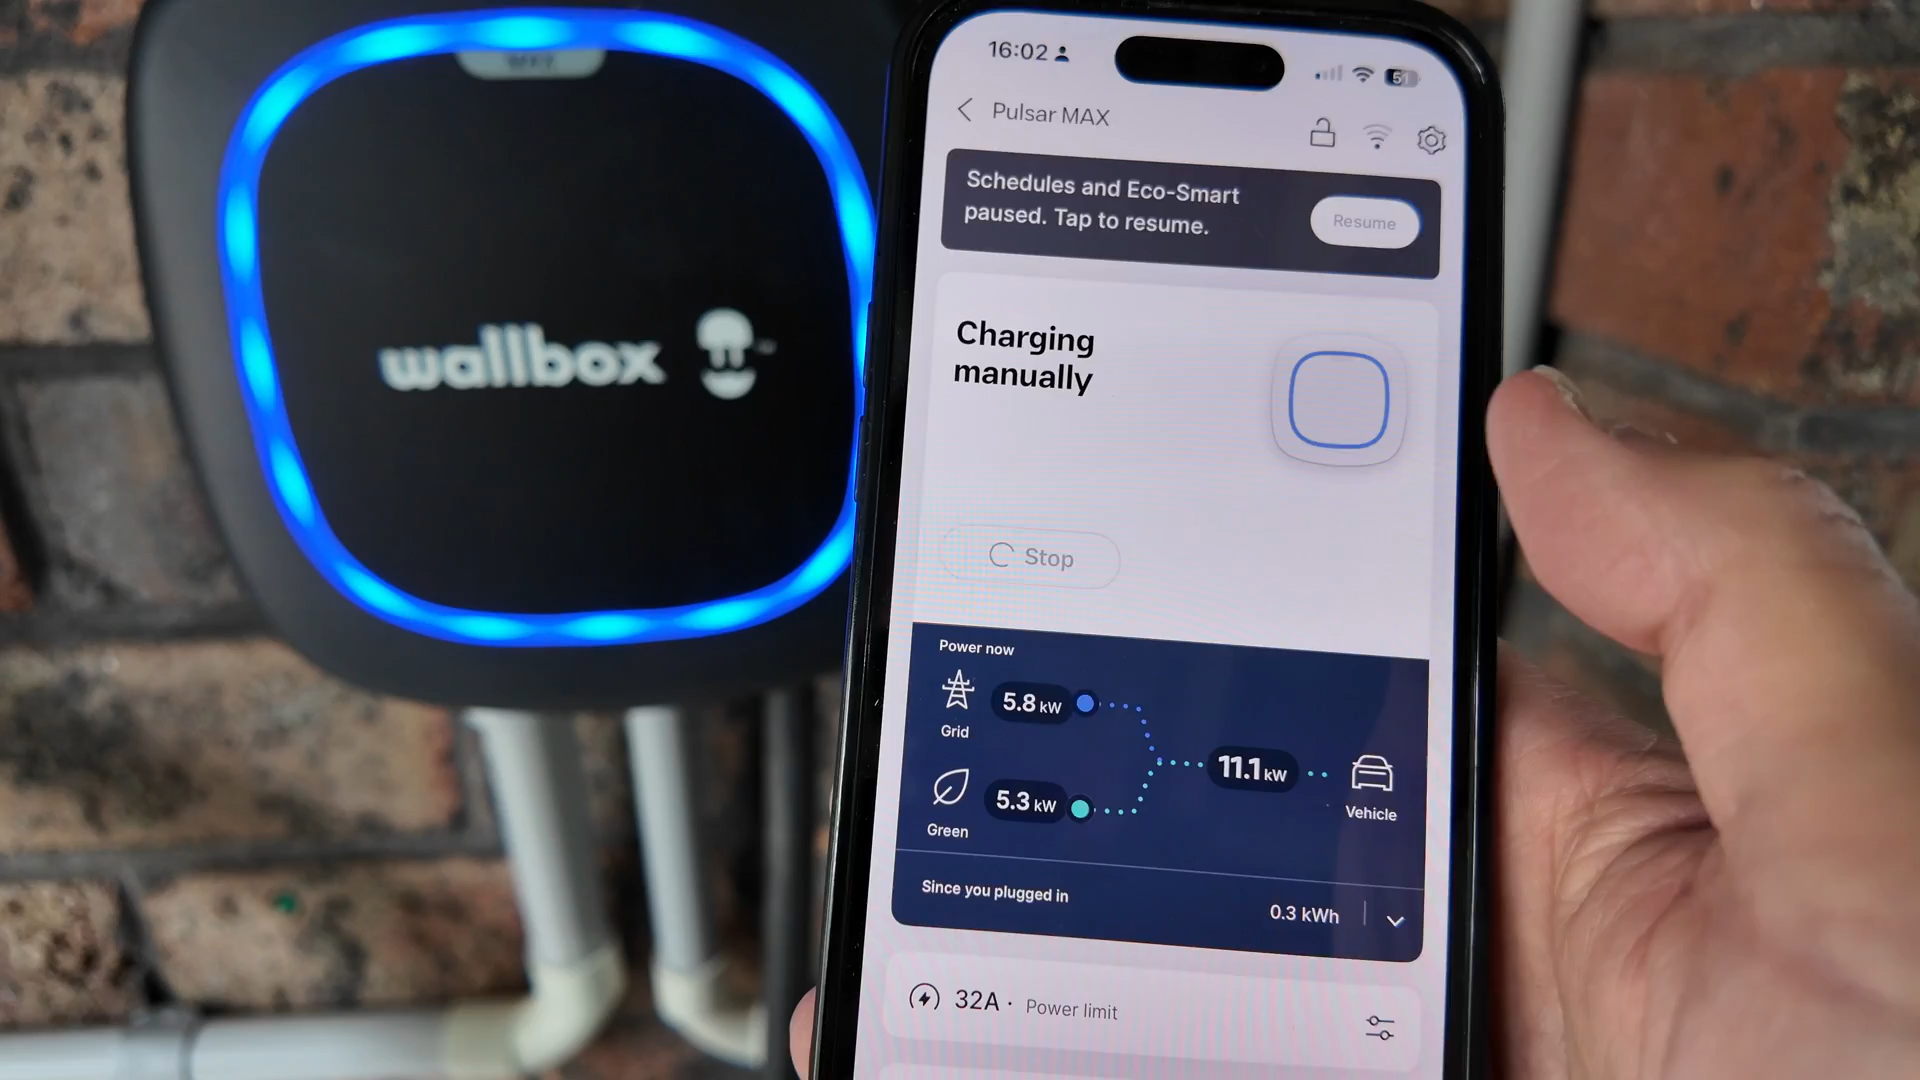 wallbox
16:02
51
Pulsar MAX
Schedules and Eco-Smart
paused. Tap to resume.
Resume
Charging
manually
Stop
Power now
5.8 kW
Grid
11.1 kW
Vehicle
5.3 kW
Green
Since you plugged in
0.3 kWh
32A · Power limit